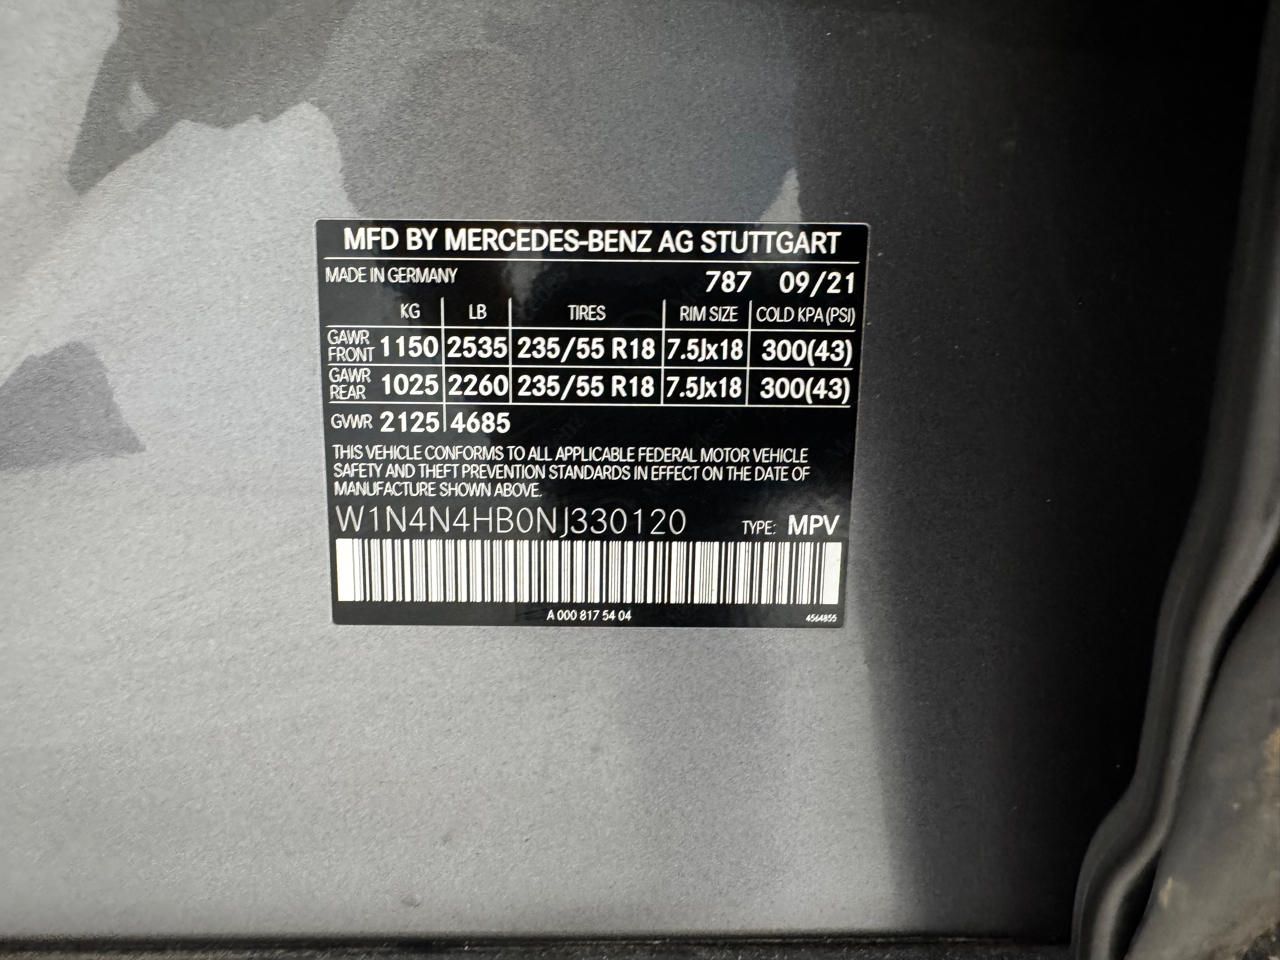 MFD BY MERCEDES-BENZ AG STUTTGART
MADE IN GERMANY 787 09/21
KG LB TIRES RIM SIZE COLD KPA (PSI)
GAWR FRONT 1150 2535 235/55 R18 7.5Jx18 300(43)
GAWR REAR 1025 2260 235/55 R18 7.5Jx18 300(43)
GVWR 2125 4685
THIS VEHICLE CONFORMS TO ALL APPLICABLE FEDERAL MOTOR VEHICLE
SAFETY AND THEFT PREVENTION STANDARDS IN EFFECT ON THE DATE OF
MANUFACTURE SHOWN ABOVE.
W1N4N4HB0NJ330120 TYPE: MPV
A 000 817 54 04 4564855